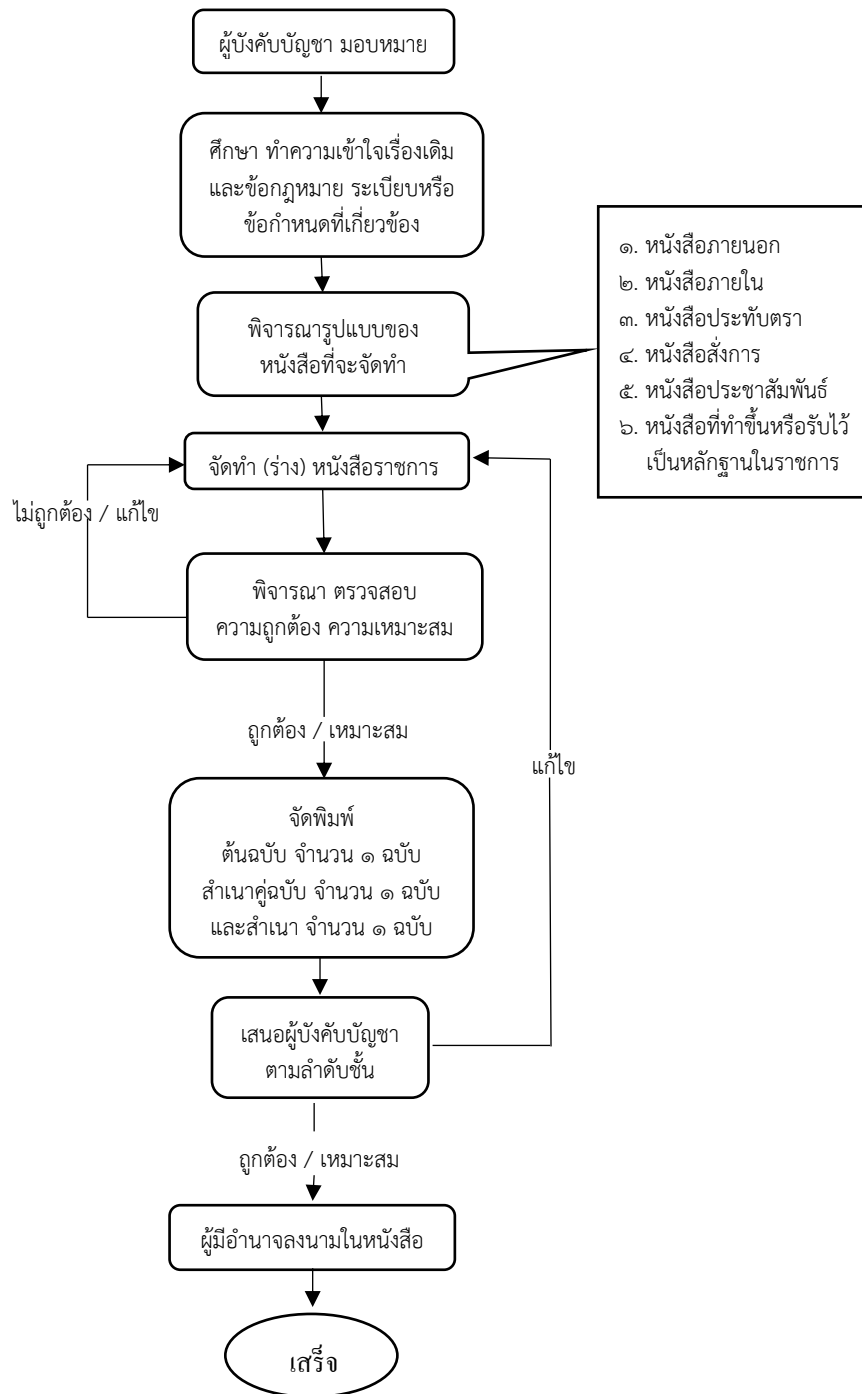 ผู้บังคับบัญชา มอบหมาย
ศึกษา ทำความเข้าใจเรื่องเดิม
และข้อกฎหมาย ระเบียบหรือ
ข้อกำหนดที่เกี่ยวข้อง
พิจารณารูปแบบของ
หนังสือที่จะจัดทำ
๑. หนังสือภายนอก
๒. หนังสือภายใน
๓. หนังสือประทับตรา
๔. หนังสือสั่งการ
๕. หนังสือประชาสัมพันธ์
๖. หนังสือที่ทำขึ้นหรือรับไว้
เป็นหลักฐานในราชการ
จัดทำ (ร่าง) หนังสือราชการ
ไม่ถูกต้อง / แก้ไข
พิจารณา ตรวจสอบ
ความถูกต้อง ความเหมาะสม
ถูกต้อง / เหมาะสม
แก้ไข
จัดพิมพ์
ต้นฉบับ จำนวน ๑ ฉบับ
สำเนาคู่ฉบับ จำนวน ๑ ฉบับ
และสำเนา จำนวน ๑ ฉบับ
เสนอผู้บังคับบัญชา
ตามลำดับชั้น
ถูกต้อง / เหมาะสม
ผู้มีอำนาจลงนามในหนังสือ
เสร็จ